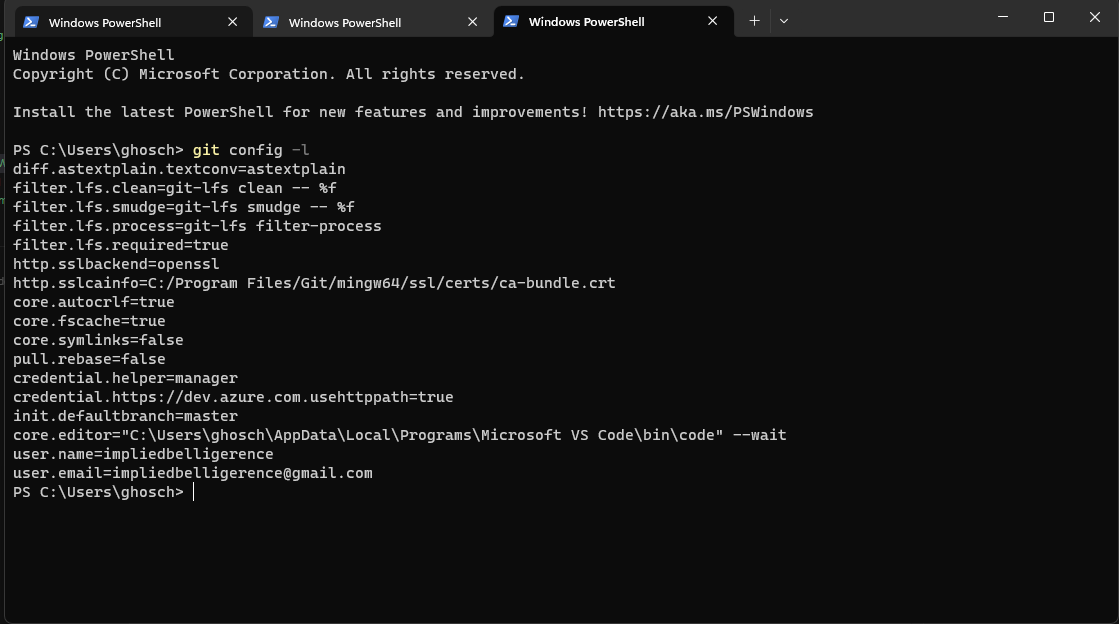 Windows PowerShell
Windows PowerShell
Windows PowerShell
Windows PowerShell
Copyright (C) Microsoft Corporation. All rights reserved.
Install the latest PowerShell for new features and improvements! https://aka.ms/PSWindows
PS C:\Users\ghosch> git config -l
diff.astextplain.textconv=astextplain
filter.lfs.clean=git-lfs clean -- %f
filter.lfs.smudge=git-lfs smudge -- %f
filter.lfs.process=git-lfs filter-process
filter.lfs.required=true
http.sslbackend=openssl
http.sslcainfo=C:/Program Files/Git/mingw64/ssl/certs/ca-bundle.crt
core.autocrlf=true
core.fscache=true
core.symlinks=false
pull.rebase=false
credential.helper=manager
credential.https://dev.azure.com.usehttppath=true
init.defaultbranch=master
core.editor="C:\Users\ghosch\AppData\Local\Programs\Microsoft VS Code\bin\code" --wait
user.name=impliedbelligerence
user.email=impliedbelligerence@gmail.com
PS C:\Users\ghosch>